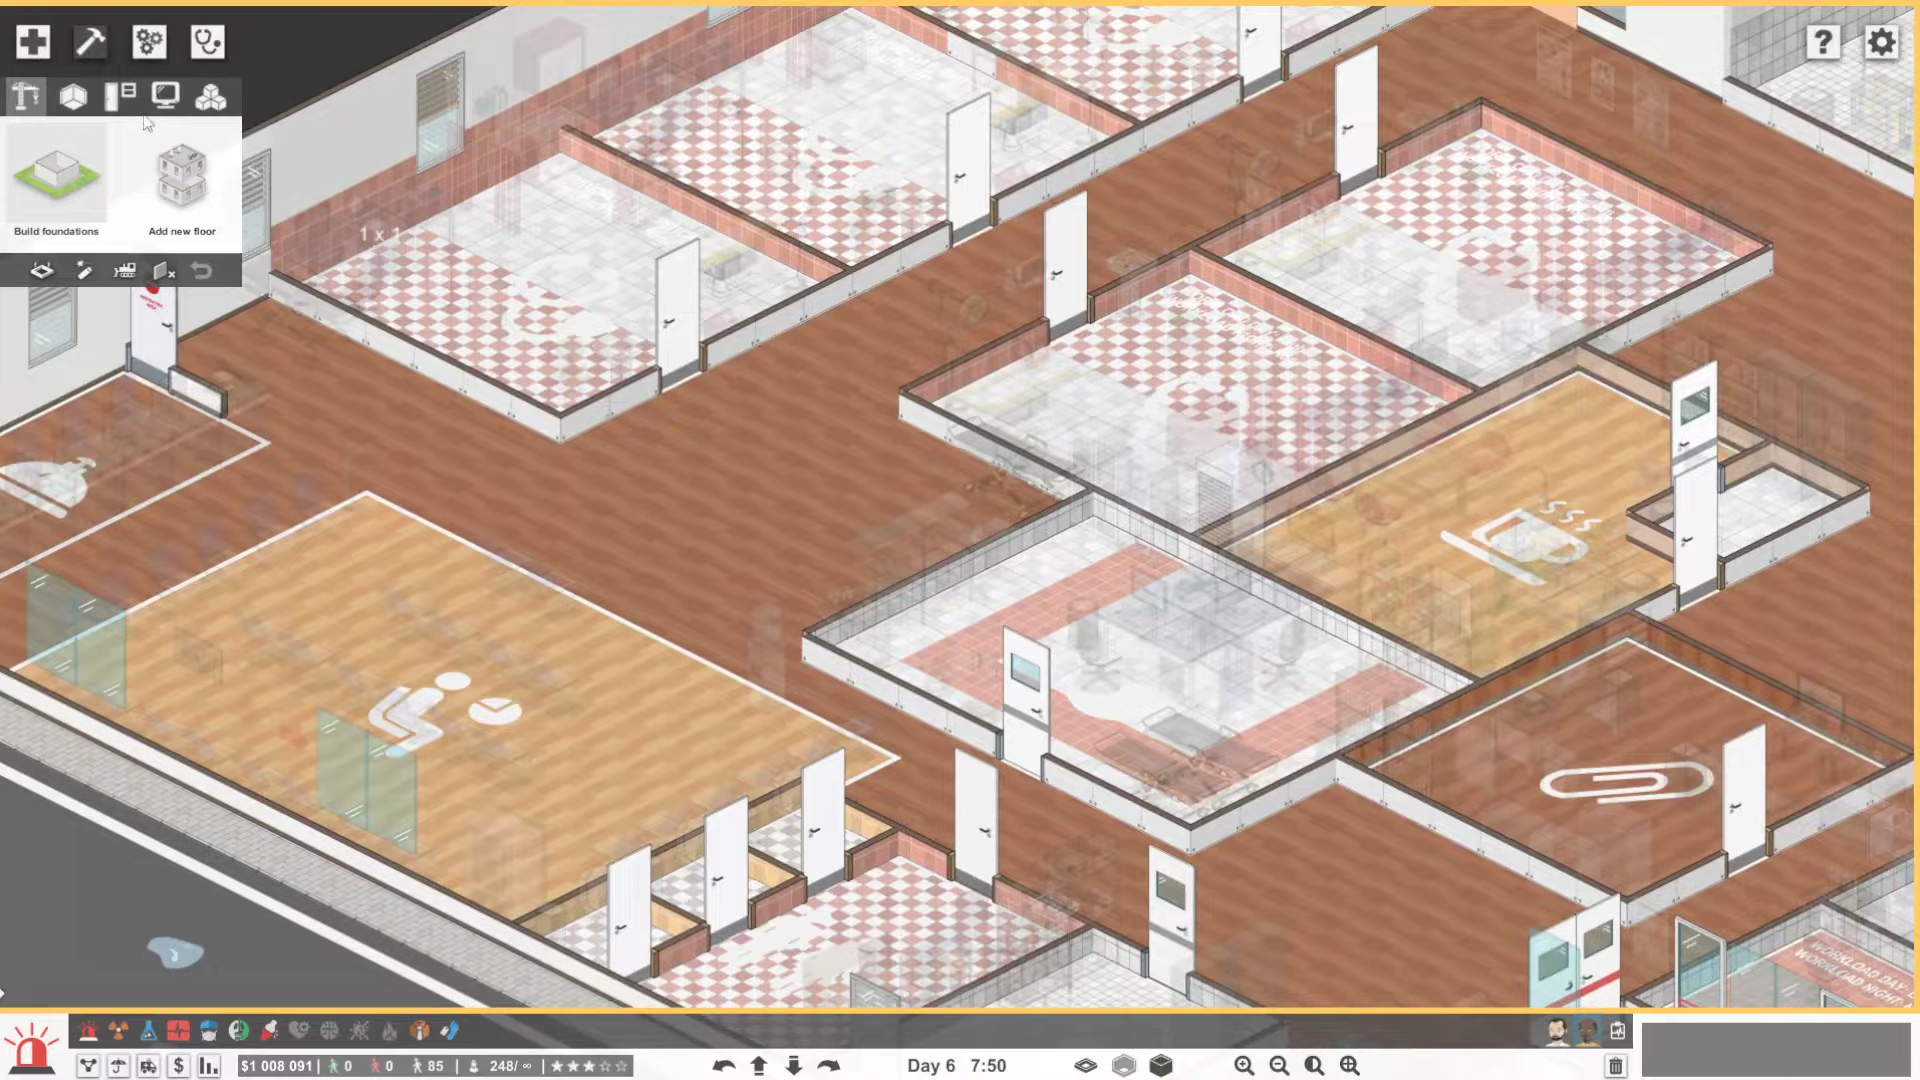 ?
1 x 1
Build foundations
Add new floor
WORKLOAD DAY
WORKLOAD NIGHT
$1 008 091
0
0
85
248/ ∞
Day 6 7:50
$